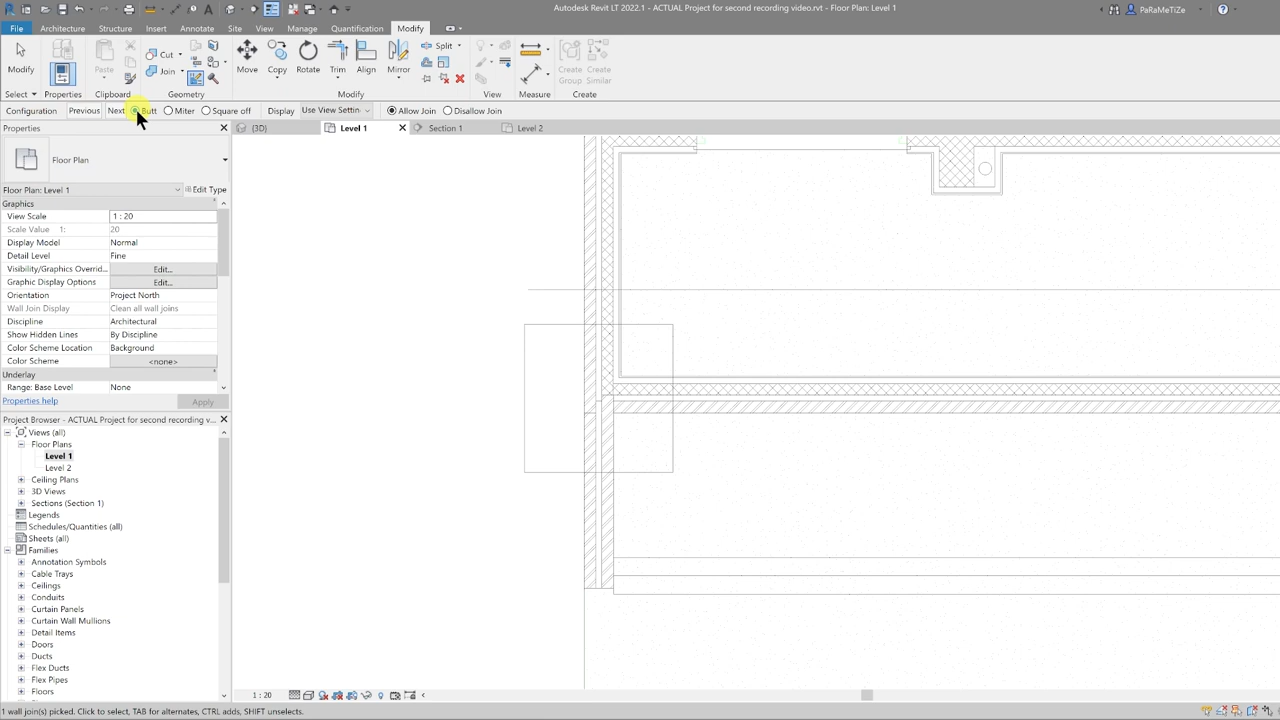 Autodesk Revit LT 2022.1 - ACTUAL Project for second recording video.rvt - Floor Plan: Level 1
PaRaMeTiZe
File Architecture Structure Insert Annotate Site View Manage Quantification Modify
Cut Split
Join
Modify Paste Move Copy Rotate Trim Align Mirror Create Group Create Similar
Select Properties Clipboard Geometry Modify View Measure Create
Configuration Previous Next Butt Miter Square off Display Use View Settin Allow Join Disallow Join
Properties (3D) Level 1 Section 1 Level 2
Floor Plan
Floor Plan: Level 1 Edit Type
Graphics
View Scale 1 : 20
Scale Value 1: 20
Display Model Normal
Detail Level Fine
Visibility/Graphics Overrid... Edit...
Graphic Display Options Edit...
Orientation Project North
Wall Join Display Clean all wall joins
Discipline Architectural
Show Hidden Lines By Discipline
Color Scheme Location Background
Color Scheme <none>
Underlay
Range: Base Level None
Properties help Apply
Project Browser - ACTUAL Project for second recording v...
Views (all)
Floor Plans
Level 1
Level 2
Ceiling Plans
3D Views
Sections (Section 1)
Legends
Schedules/Quantities (all)
Sheets (all)
Families
Annotation Symbols
Cable Trays
Ceilings
Conduits
Curtain Panels
Curtain Wall Mullions
Detail Items
Doors
Ducts
Flex Ducts
Flex Pipes
Floors
1 : 20
1 wall join(s) picked. Click to select, TAB for alternates, CTRL adds, SHIFT unselects.